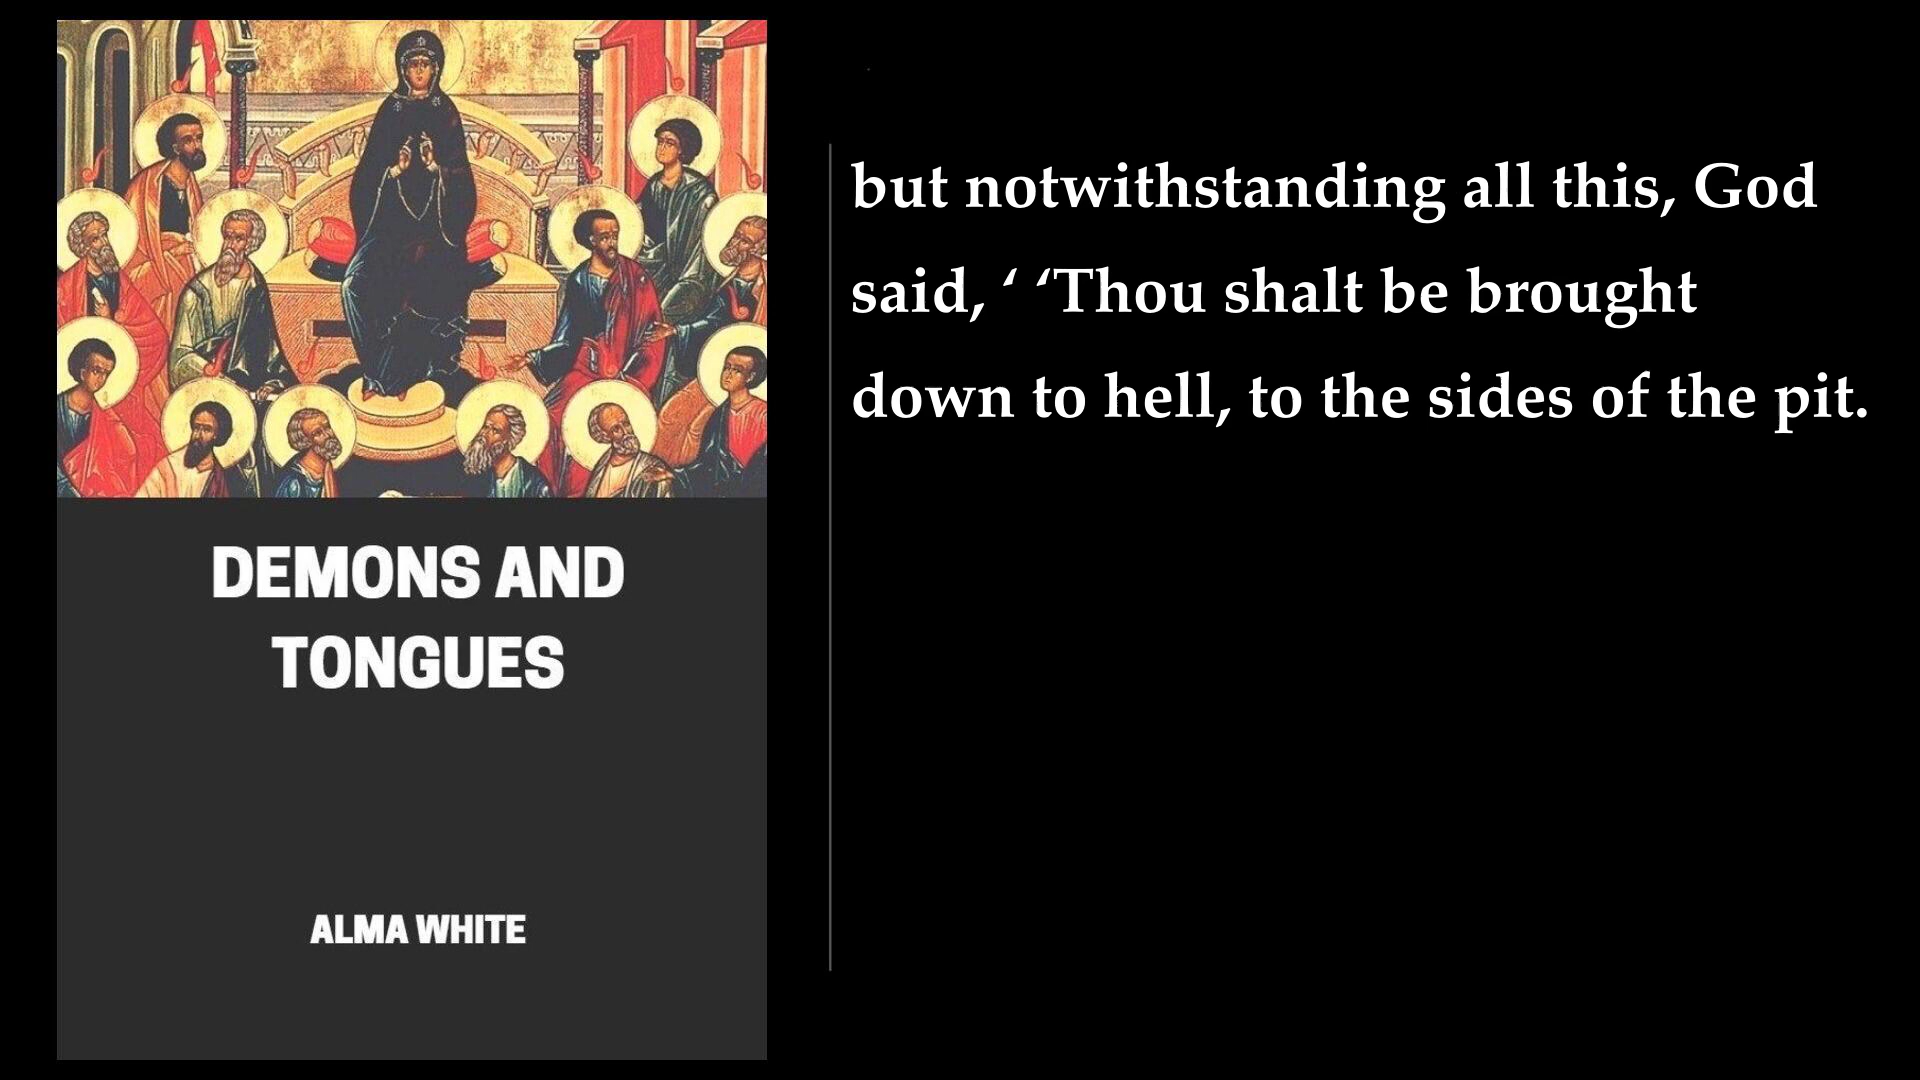 DEMONS AND
TONGUES
ALMA WHITE
but notwithstanding all this, God
said, ‘ ‘Thou shalt be brought
down to hell, to the sides of the pit.